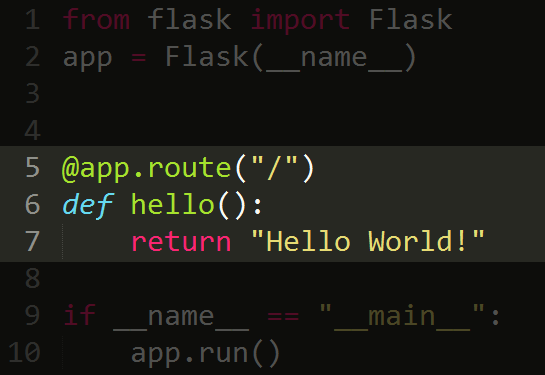 1 from flask import Flask
2 app = Flask(__name__)
3
4
5 @app.route("/")
6 def hello():
7     return "Hello World!"
8
9 if __name__ == "__main__":
10     app.run()